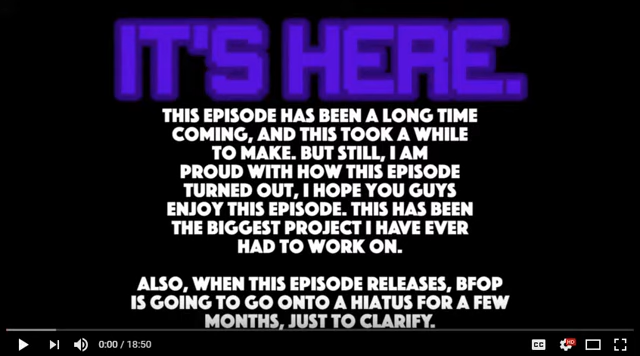 IT'S HERE.
THIS EPISODE HAS BEEN A LONG TIME
COMING, AND THIS TOOK A WHILE
TO MAKE. BUT STILL, I AM
PROUD WITH HOW THIS EPISODE
TURNED OUT, I HOPE YOU GUYS
ENJOY THIS EPISODE. THIS HAS BEEN
THE BIGGEST PROJECT I HAVE EVER
HAD TO WORK ON.
ALSO, WHEN THIS EPISODE RELEASES, BFOP
IS GOING TO GO ONTO A HIATUS FOR A FEW
MONTHS, JUST TO CLARIFY.
0:00 / 18:50 CC HD